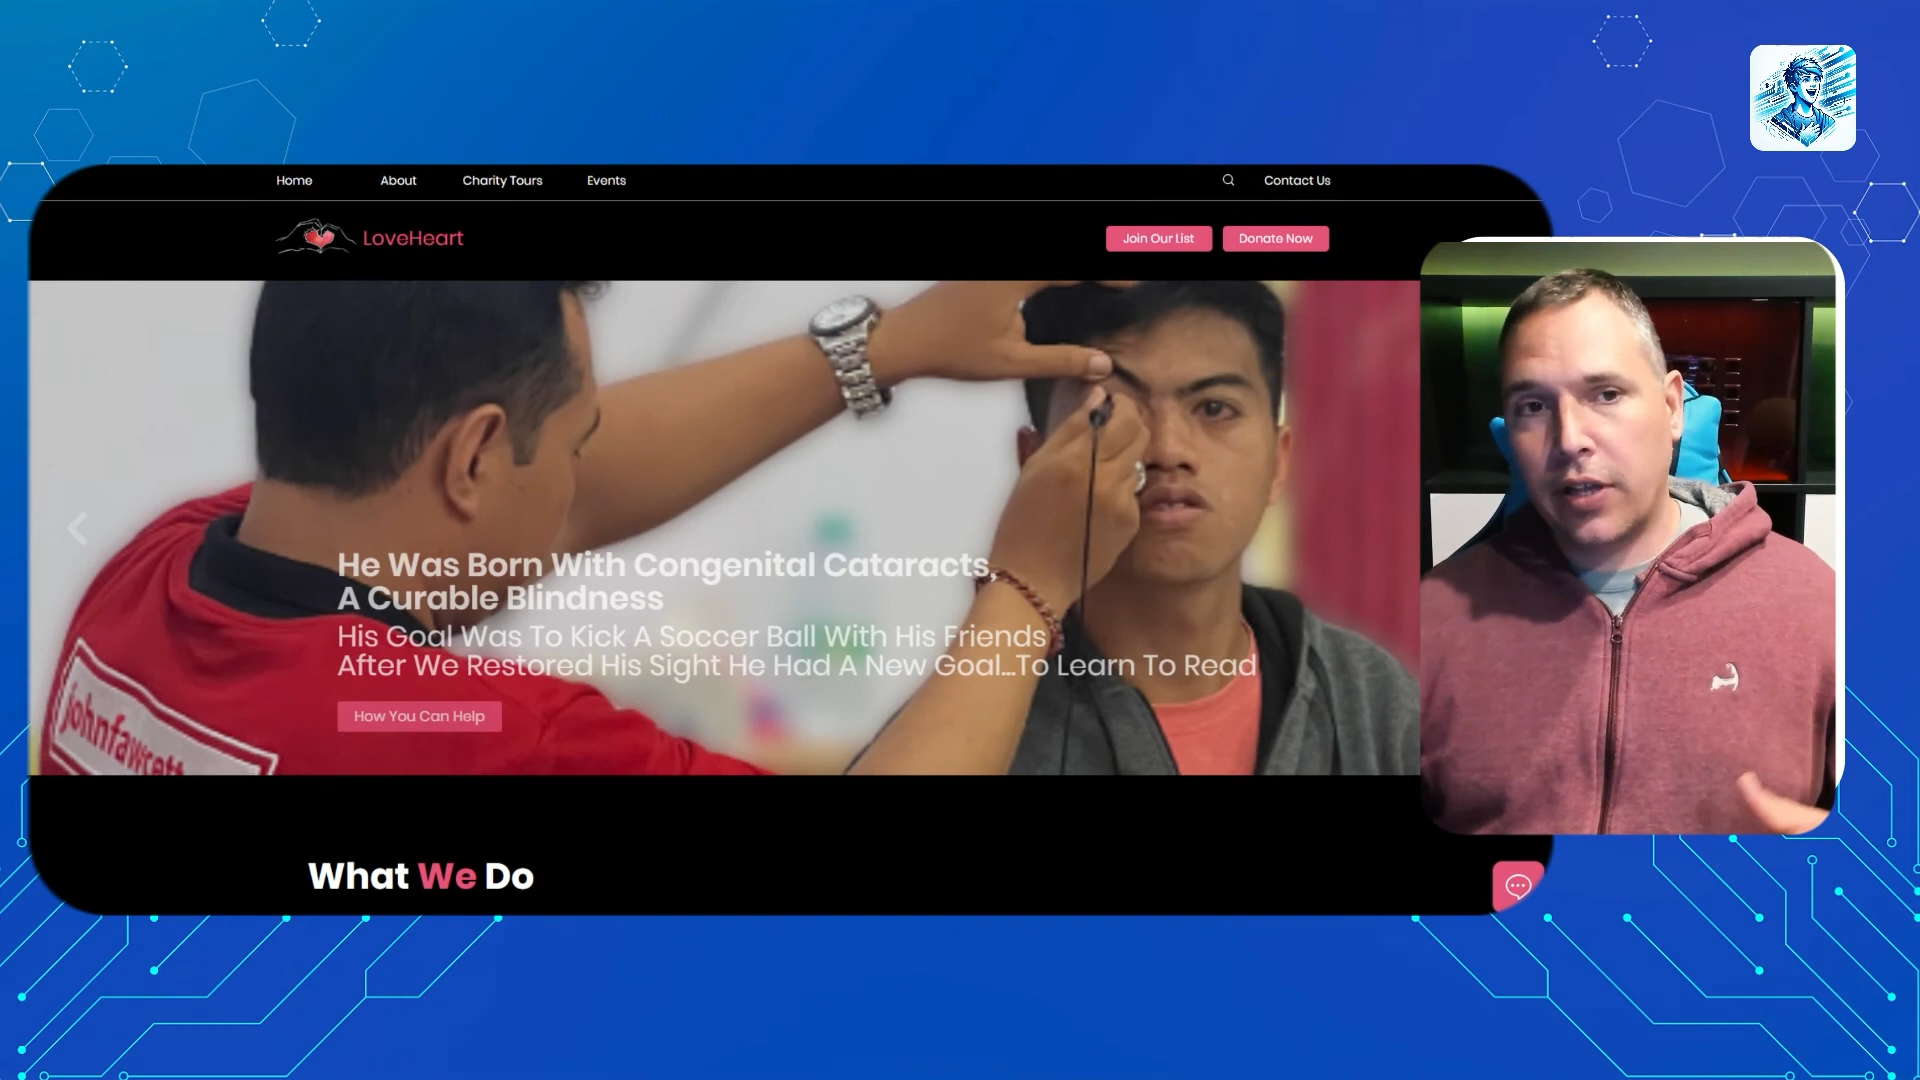 Home About Charity Tours Events Contact Us
LoveHeart Join Our List Donate Now
He Was Born With Congenital Cataracts,
A Curable Blindness
His Goal Was To Kick A Soccer Ball With His Friends
After We Restored His Sight He Had A New Goal...To Learn To Read
How You Can Help
johnfawcett
What We Do